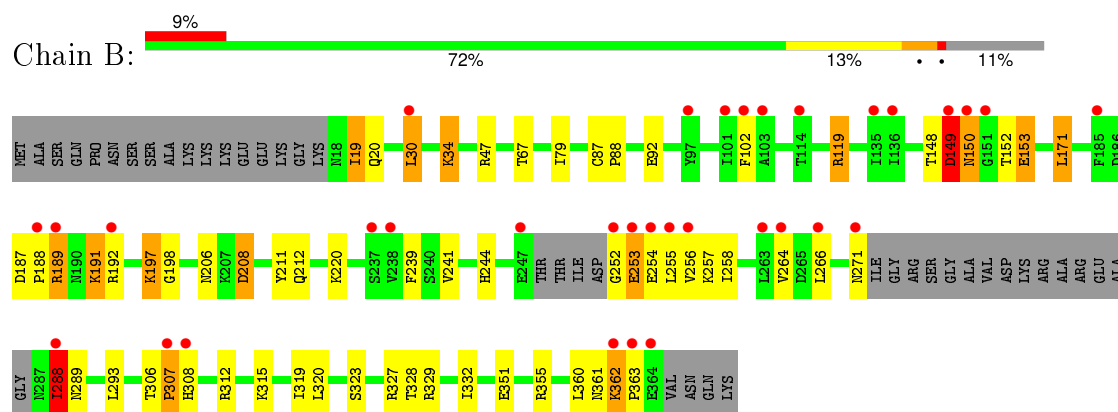 9%
Chain B:
72% 13% • • 11%
MET ALA SER GLN PRO ASN SER SER ALA LYS LYS LYS GLU GLU LYS GLY LYS N18 I19 Q20 L30 K34 R47 T67 I79 C87 P88 E92 Y97 I101 F102 A103 T114 R119 I135 I136 T148 D149 N150 G151 T152 E153 L171 F185 D186
D187 P188 R189 N190 K191 R192 K197 G198 N206 K207 D208 Y211 Q212 K220 S237 V238 F239 S240 V241 H244 E247 THR THR ILE ASP G252 E253 E254 L255 V256 K257 I258 L263 V264 D265 L266 N271 ILE GLY ARG SER GLY ALA VAL ASP LYS ARG ALA ARG GLU ALA
GLY N287 I288 N289 L293 T306 P307 H308 R312 K315 I319 L320 S323 R327 T328 R329 I332 E351 R355 L360 N361 K362 P363 E364 VAL ASN GLN LYS